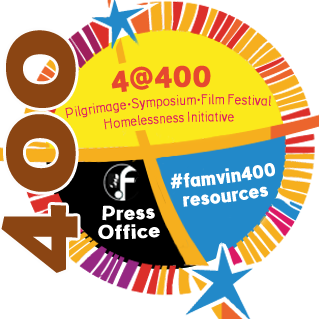 400
4@400
Pilgrimage•Symposium•Film Festival
Homelessness Initiative
Press
Office
#famvin400
resources